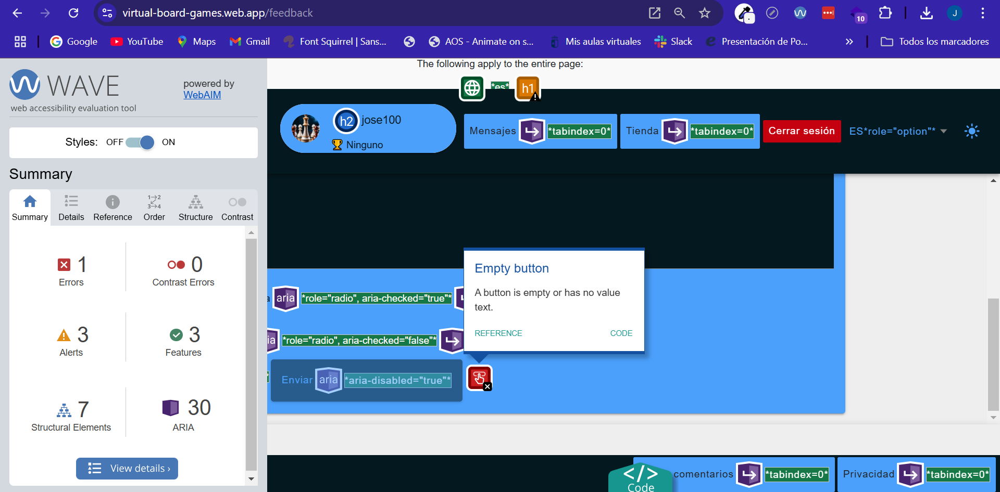 virtual-board-games.web.app/feedback
10
J
Google
YouTube
Maps
Gmail
Font Squirrel | Sans...
AOS - Animate on s...
Mis aulas virtuales
Slack
Presentación de Po...
»
Todos los marcadores
WAVE
powered by
WebAIM
web accessibility evaluation tool
Styles: OFF ON
Summary
Summary
Details
Reference
1→2
3→4
Order
Structure
Contrast
1
Errors
0
Contrast Errors
3
Alerts
3
Features
7
Structural Elements
30
ARIA
View details ›
The following apply to the entire page:
*es*
h1
h2
jose100
Ninguno
Mensajes *tabindex=0*
Tienda *tabindex=0*
Cerrar sesión
ES*role="option"*
Empty button
A button is empty or has no value
text.
REFERENCE
CODE
a aria *role="radio", aria-checked="true"*
ia *role="radio", aria-checked="false"*
Enviar aria *aria-disabled="true"*
</>
Code
comentarios *tabindex=0*
Privacidad *tabindex=0*